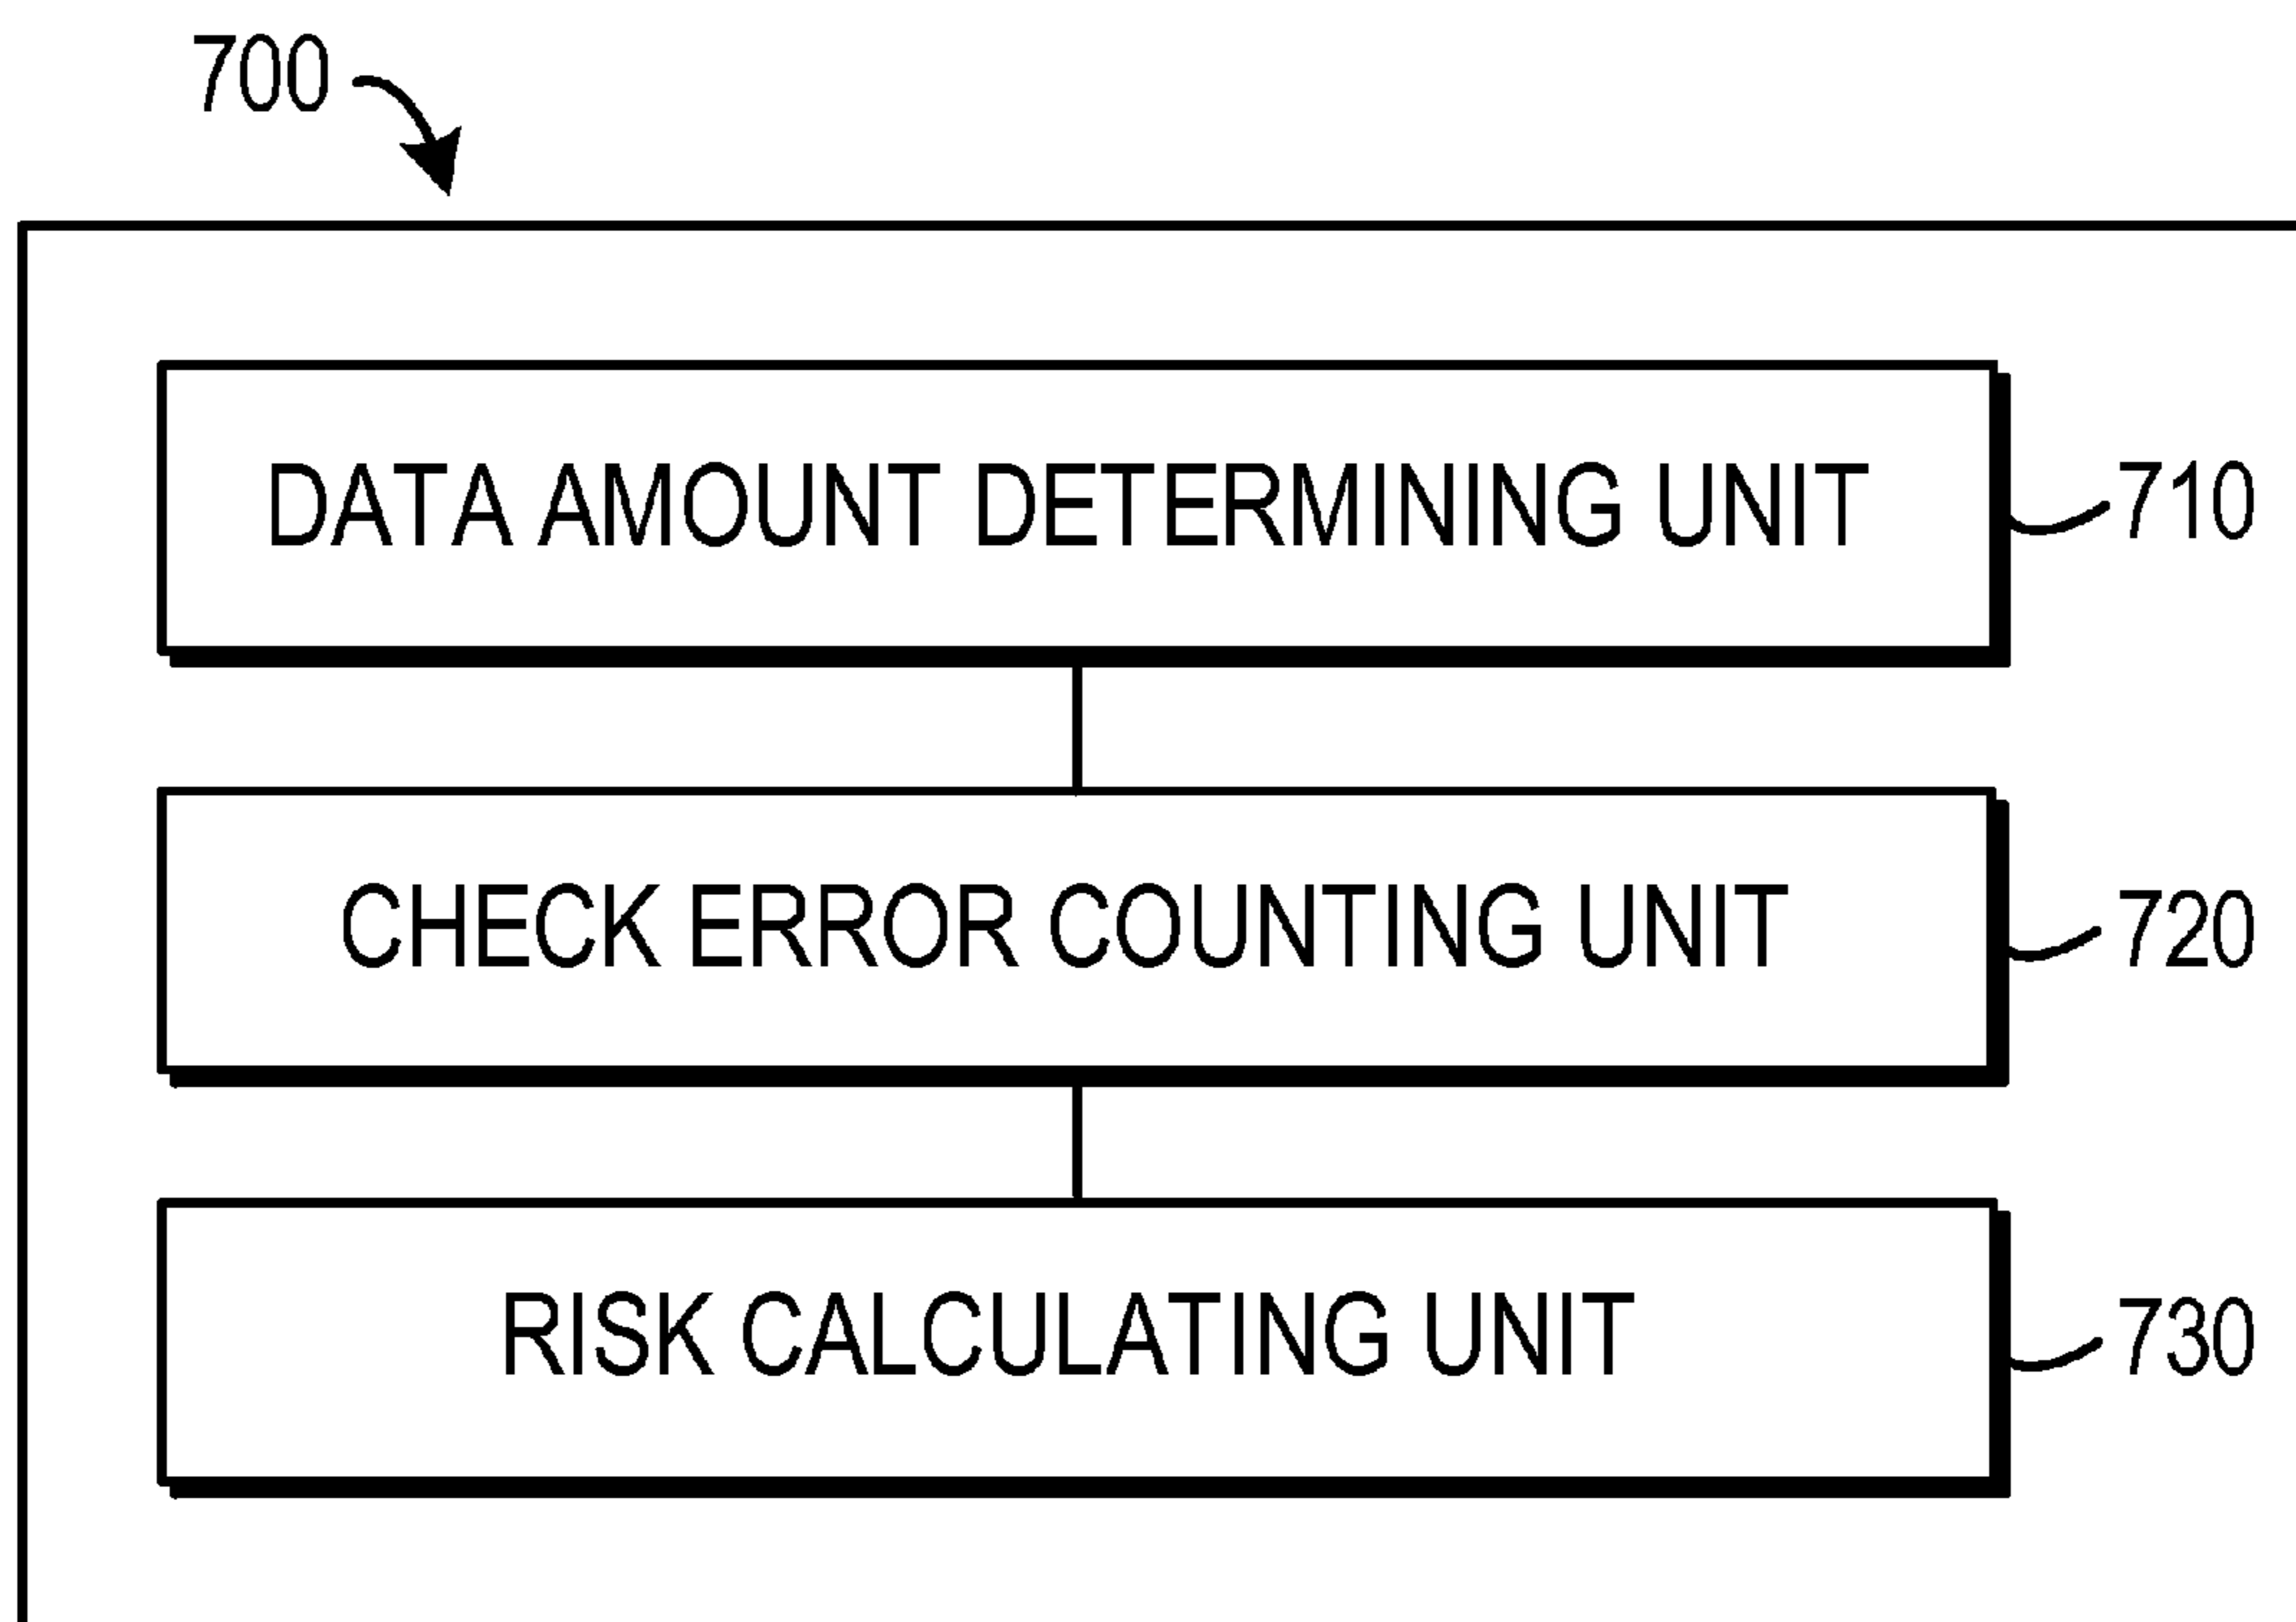 700
DATA AMOUNT DETERMINING UNIT
710
CHECK ERROR COUNTING UNIT
720
RISK CALCULATING UNIT
730